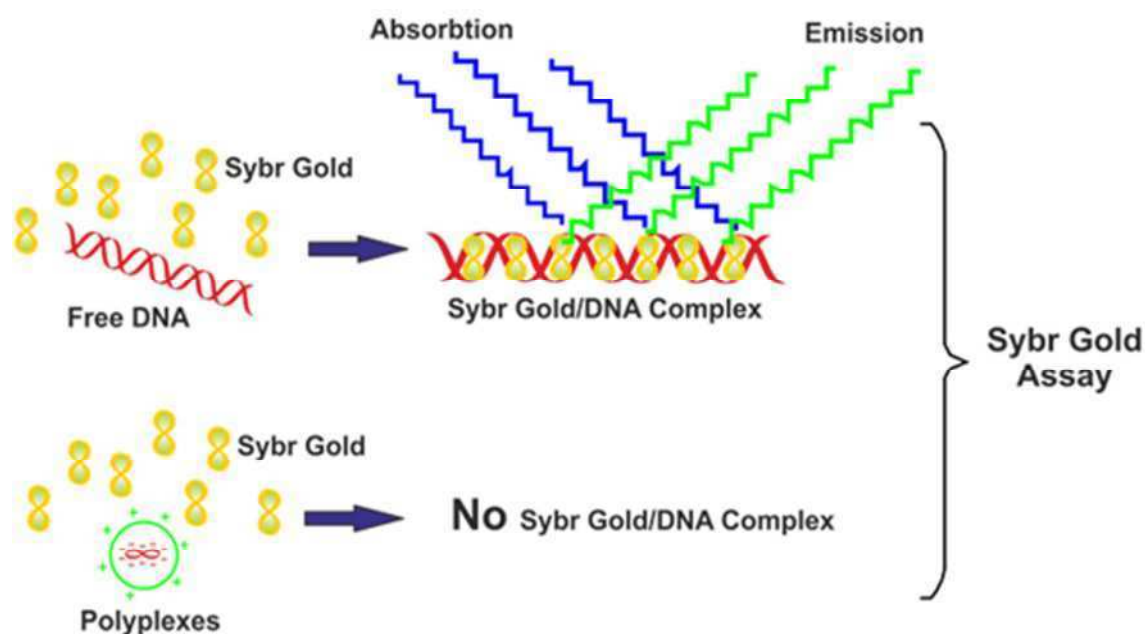 Absorbtion
Emission
Sybr Gold
Free DNA
Sybr Gold/DNA Complex
Sybr Gold
Assay
Sybr Gold
No Sybr Gold/DNA Complex
Polyplexes